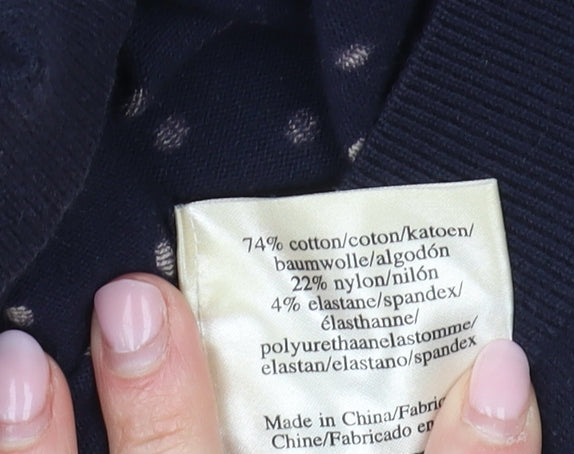 74% cotton/coton/katoen/
baumwolle/algodón
22% nylon/nilón
4% elastane/spandex/
élasthanne/
polyurethaanelastomme/
elastan/elastano/spandex
Made in China/Fabric
Chine/Fabricado en